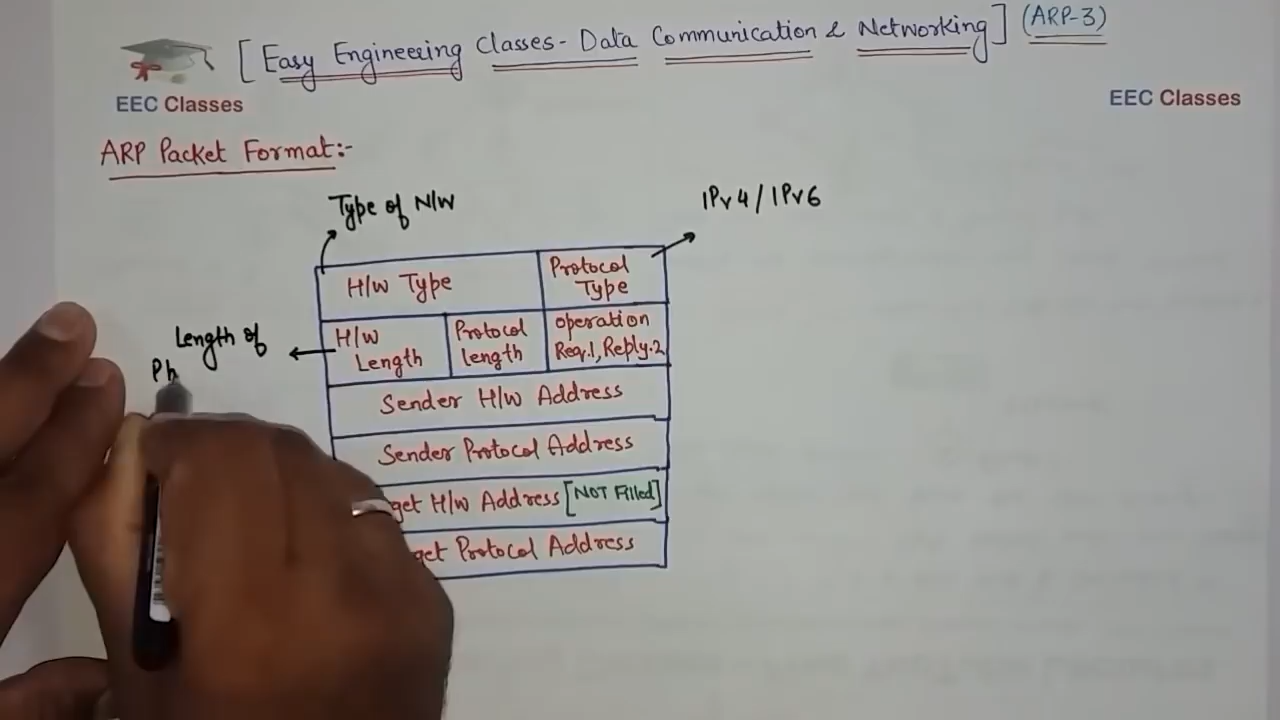 [Easy Engineering Classes - Data Communication & Networking] (ARP-3)
EEC Classes
EEC Classes
ARP Packet Format:-
Type of N/W
IPv4 / IPv6
H/w Type
Protocol Type
Length of
Ph
H/w Length
Protocol length
operation Req.1, Reply.2
Sender H/w Address
Sender Protocol Address
get H/w Address [NOT Filled]
get Protocol Address